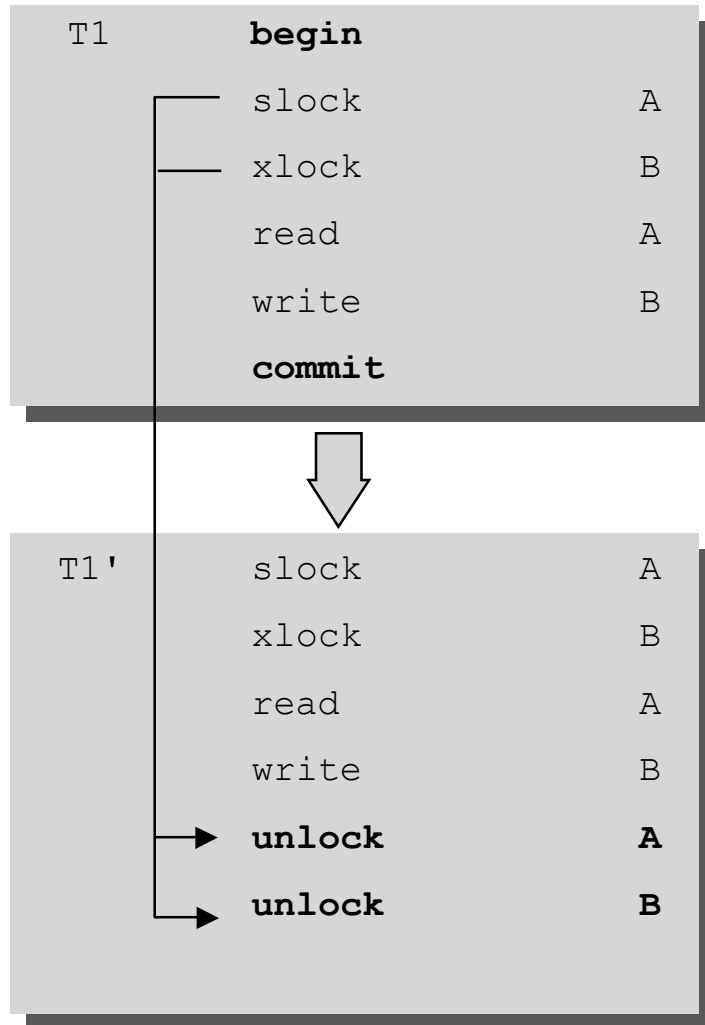 T1 begin
slock A
xlock B
read A
write B
commit
T1' slock A
xlock B
read A
write B
unlock A
unlock B